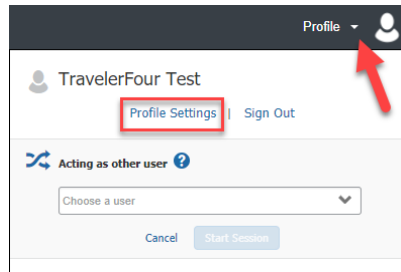 Profile
TravelerFour Test
Profile Settings | Sign Out
Acting as other user ?
Choose a user
Cancel Start Session